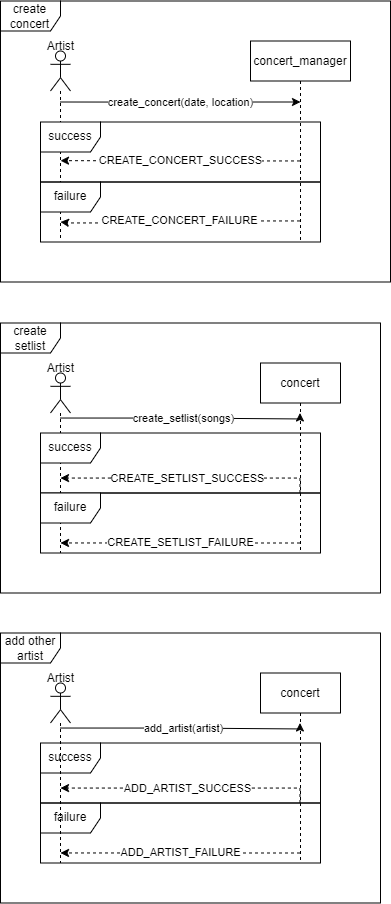 create
concert
Artist
concert_manager
create_concert(date, location)
success
CREATE_CONCERT_SUCCESS
failure
CREATE_CONCERT_FAILURE
create
setlist
Artist
concert
create_setlist(songs)
success
CREATE_SETLIST_SUCCESS
failure
CREATE_SETLIST_FAILURE
add other
artist
Artist
concert
add_artist(artist)
success
ADD_ARTIST_SUCCESS
failure
ADD_ARTIST_FAILURE